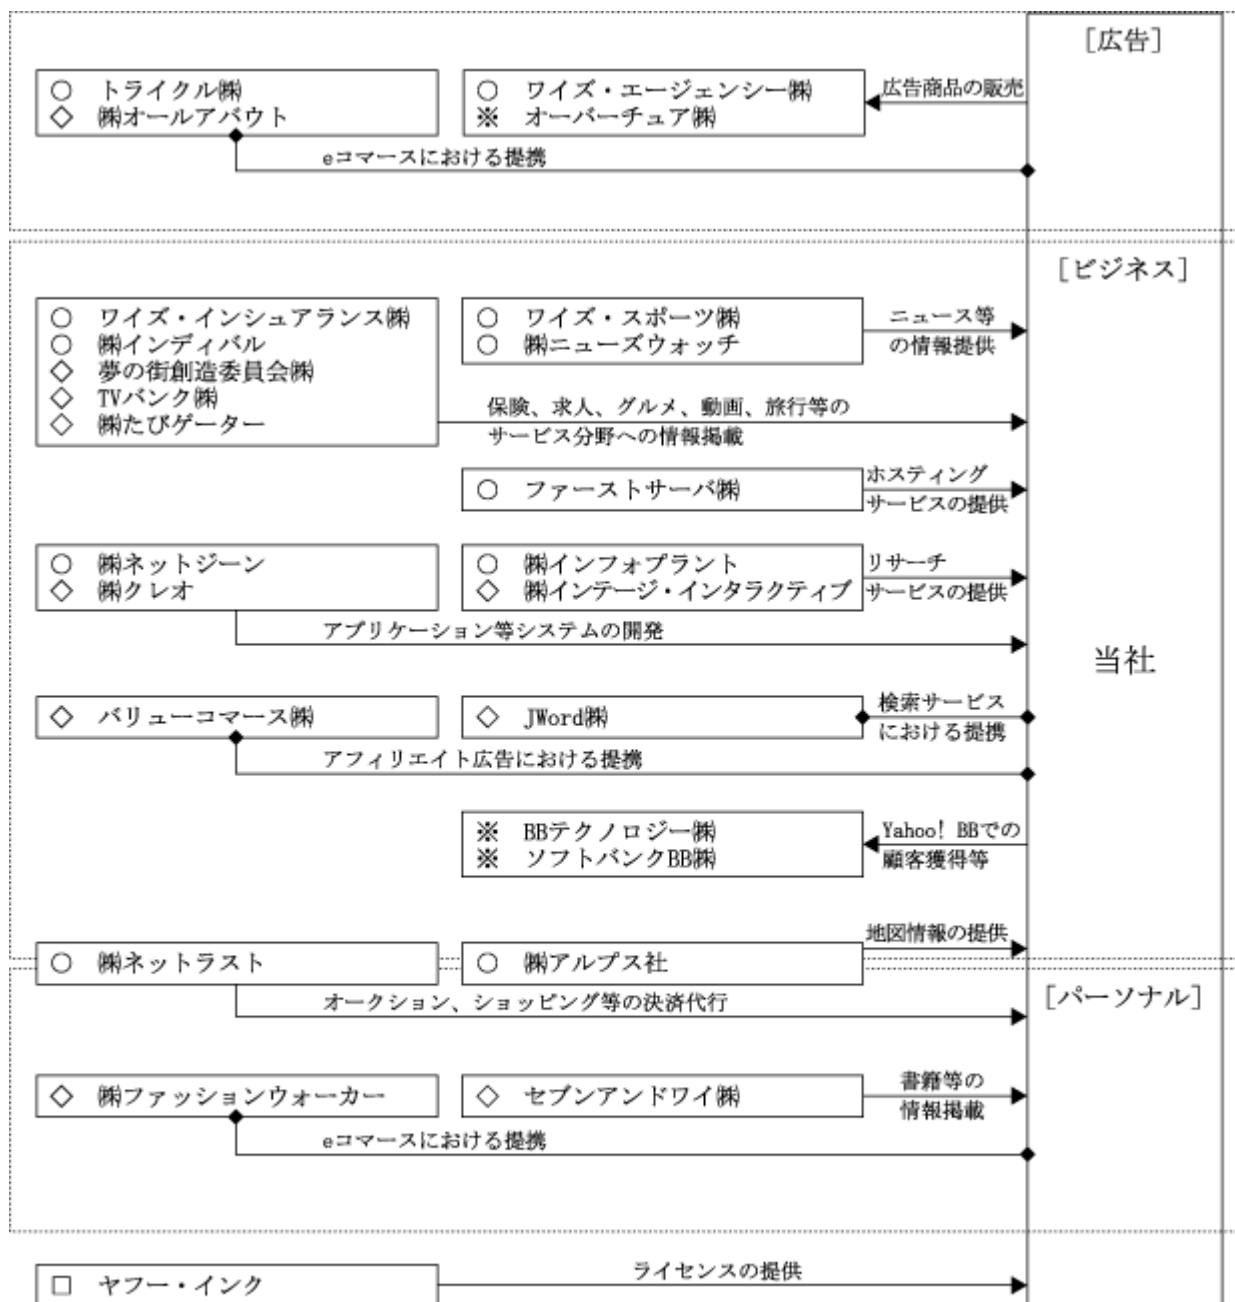 [広告]
○ トライクル㈱
◇ ㈱オールアバウト
○ ワイズ・エージェンシー㈱
※ オーバーチュア㈱
広告商品の販売
eコマースにおける提携
[ビジネス]
○ ワイズ・インシュアランス㈱
○ ㈱インディバル
◇ 夢の街創造委員会㈱
◇ TVバンク㈱
◇ ㈱たびゲーター
○ ワイズ・スポーツ㈱
○ ㈱ニューズウォッチ
ニュース等
の情報提供
保険、求人、グルメ、動画、旅行等の
サービス分野への情報掲載
○ ファーストサーバ㈱
ホスティング
サービスの提供
○ ㈱ネットジーン
◇ ㈱クレオ
○ ㈱インフォプラント
◇ ㈱インテージ・インタラクティブ
リサーチ
サービスの提供
アプリケーション等システムの開発
当社
◇ バリューコマース㈱
◇ JWord㈱
検索サービス
における提携
アフィリエイト広告における提携
※ BBテクノロジー㈱
※ ソフトバンクBB㈱
Yahoo! BBでの
顧客獲得等
○ ㈱ネットラスト
○ ㈱アルプス社
地図情報の提供
オークション、ショッピング等の決済代行
[パーソナル]
◇ ㈱ファッションウォーカー
◇ セブンアンドワイ㈱
書籍等の
情報掲載
eコマースにおける提携
□ ヤフー・インク
ライセンスの提供